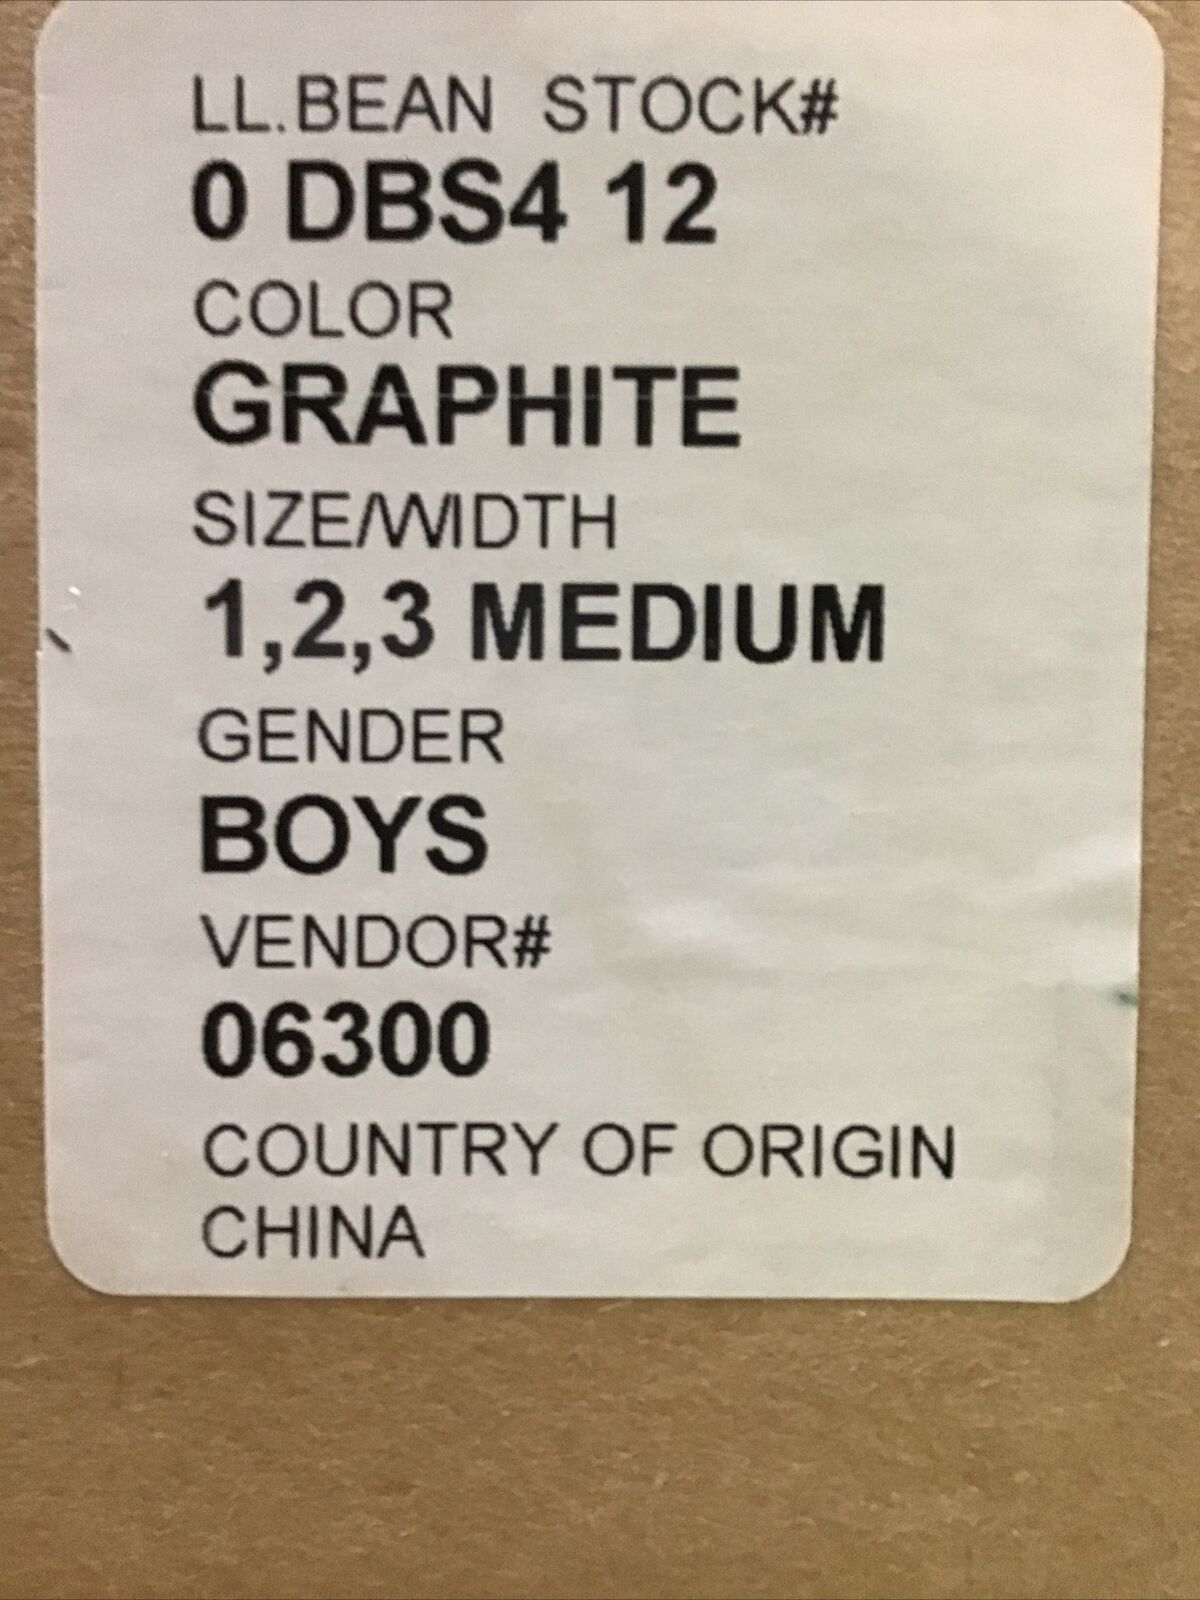 LL.BEAN STOCK#
0 DBS4 12
COLOR
GRAPHITE
SIZE/WIDTH
1,2,3 MEDIUM
GENDER
BOYS
VENDOR#
06300
COUNTRY OF ORIGIN
CHINA